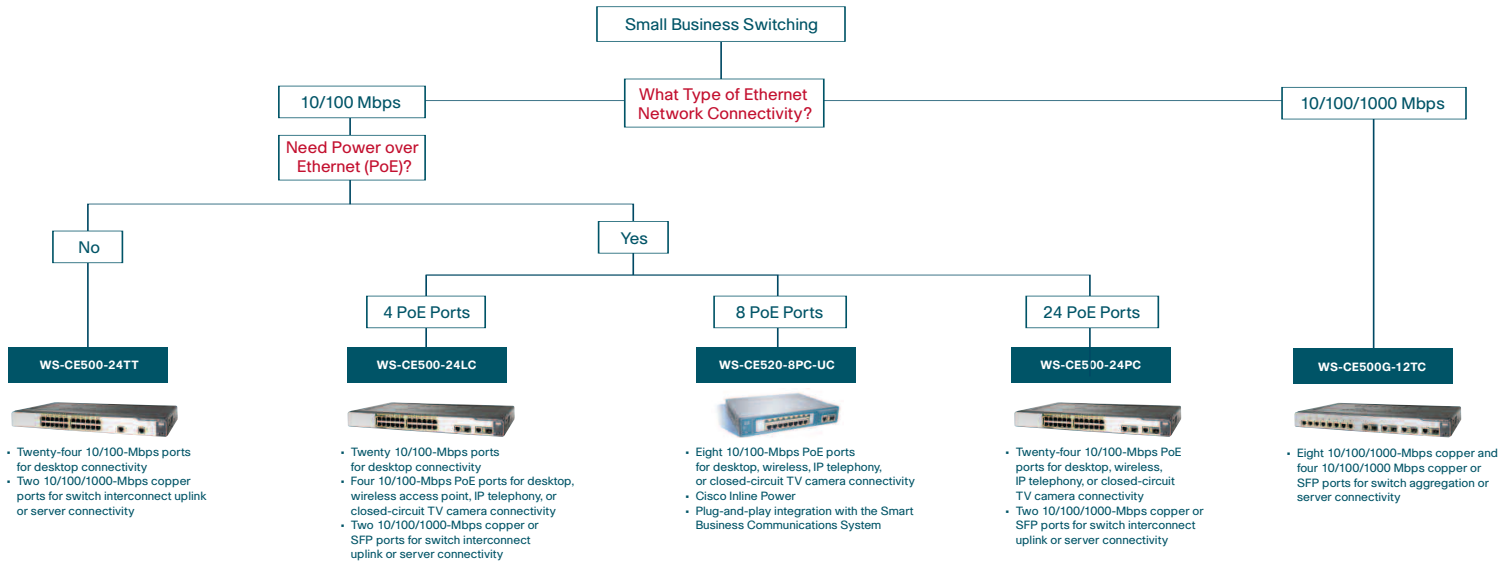 Small Business Switching
What Type of Ethernet
Network Connectivity?
10/100 Mbps
10/100/1000 Mbps
Need Power over
Ethernet (PoE)?
No
Yes
4 PoE Ports
8 PoE Ports
24 PoE Ports
WS-CE500-24TT
▪ Twenty-four 10/100-Mbps ports
for desktop connectivity
▪ Two 10/100/1000-Mbps copper
ports for switch interconnect uplink
or server connectivity
WS-CE500-24LC
▪ Twenty 10/100-Mbps ports
for desktop connectivity
▪ Four 10/100-Mbps PoE ports for desktop,
wireless access point, IP telephony, or
closed-circuit TV camera connectivity
▪ Two 10/100/1000-Mbps copper or
SFP ports for switch interconnect
uplink or server connectivity
WS-CE520-8PC-UC
▪ Eight 10/100-Mbps PoE ports
for desktop, wireless, IP telephony,
or closed-circuit TV camera connectivity
▪ Cisco Inline Power
▪ Plug-and-play integration with the Smart
Business Communications System
WS-CE500-24PC
▪ Twenty-four 10/100-Mbps PoE
ports for desktop, wireless,
IP telephony, or closed-circuit
TV camera connectivity
▪ Two 10/100/1000-Mbps copper or
SFP ports for switch interconnect
uplink or server connectivity
WS-CE500G-12TC
▪ Eight 10/100/1000-Mbps copper and
four 10/100/1000 Mbps copper or
SFP ports for switch aggregation or
server connectivity